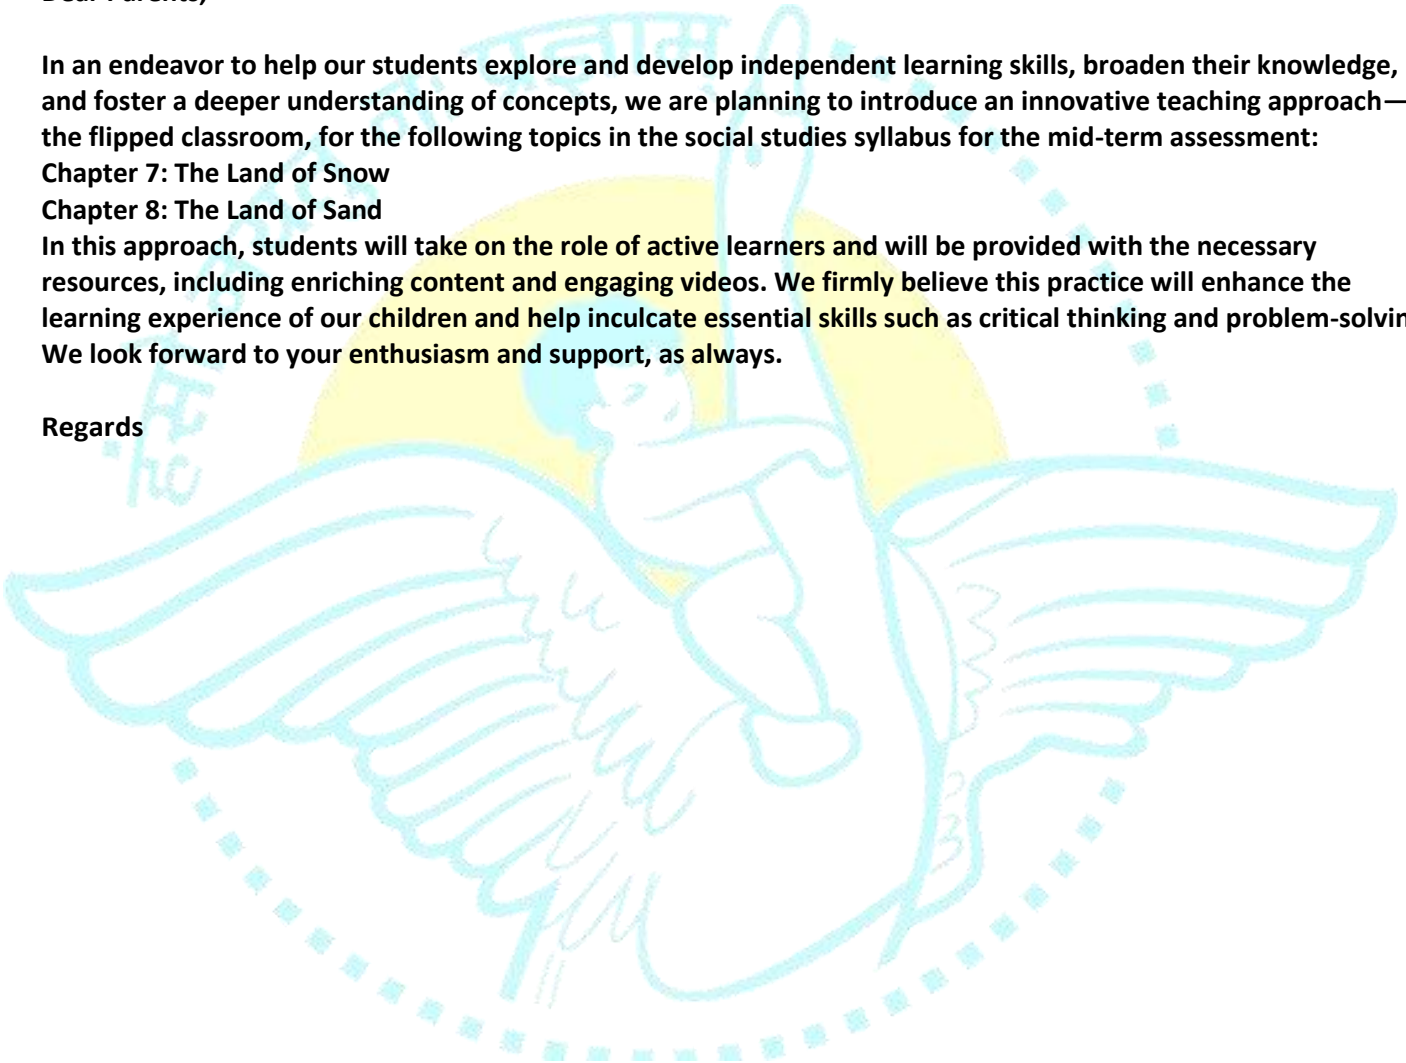 Dear Parents,
In an endeavor to help our students explore and develop independent learning skills, broaden their knowledge,
and foster a deeper understanding of concepts, we are planning to introduce an innovative teaching approach—
the flipped classroom, for the following topics in the social studies syllabus for the mid-term assessment:
Chapter 7: The Land of Snow
Chapter 8: The Land of Sand
In this approach, students will take on the role of active learners and will be provided with the necessary
resources, including enriching content and engaging videos. We firmly believe this practice will enhance the
learning experience of our children and help inculcate essential skills such as critical thinking and problem-solvin
We look forward to your enthusiasm and support, as always.
Regards